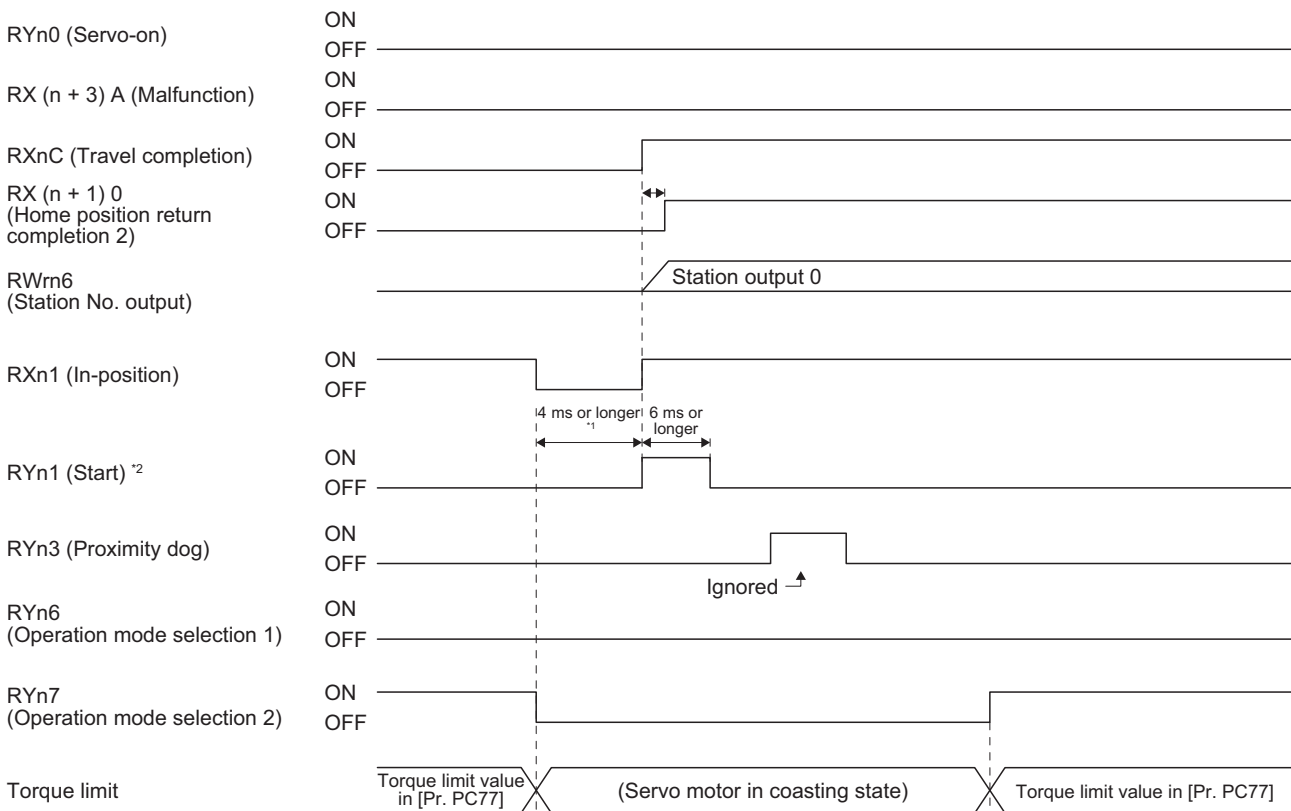 RYn0 (Servo-on)
ON
OFF
RX (n + 3) A (Malfunction)
ON
OFF
RXnC (Travel completion)
ON
OFF
RX (n + 1) 0
(Home position return
completion 2)
ON
OFF
RWrn6
(Station No. output)
Station output 0
RXn1 (In-position)
ON
OFF
4 ms or longer
*1
6 ms or
longer
RYn1 (Start) *2
ON
OFF
RYn3 (Proximity dog)
ON
OFF
Ignored
RYn6
(Operation mode selection 1)
ON
OFF
RYn7
(Operation mode selection 2)
ON
OFF
Torque limit
Torque limit value
in [Pr. PC77]
(Servo motor in coasting state)
Torque limit value in [Pr. PC77]